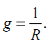 g = 1/R.